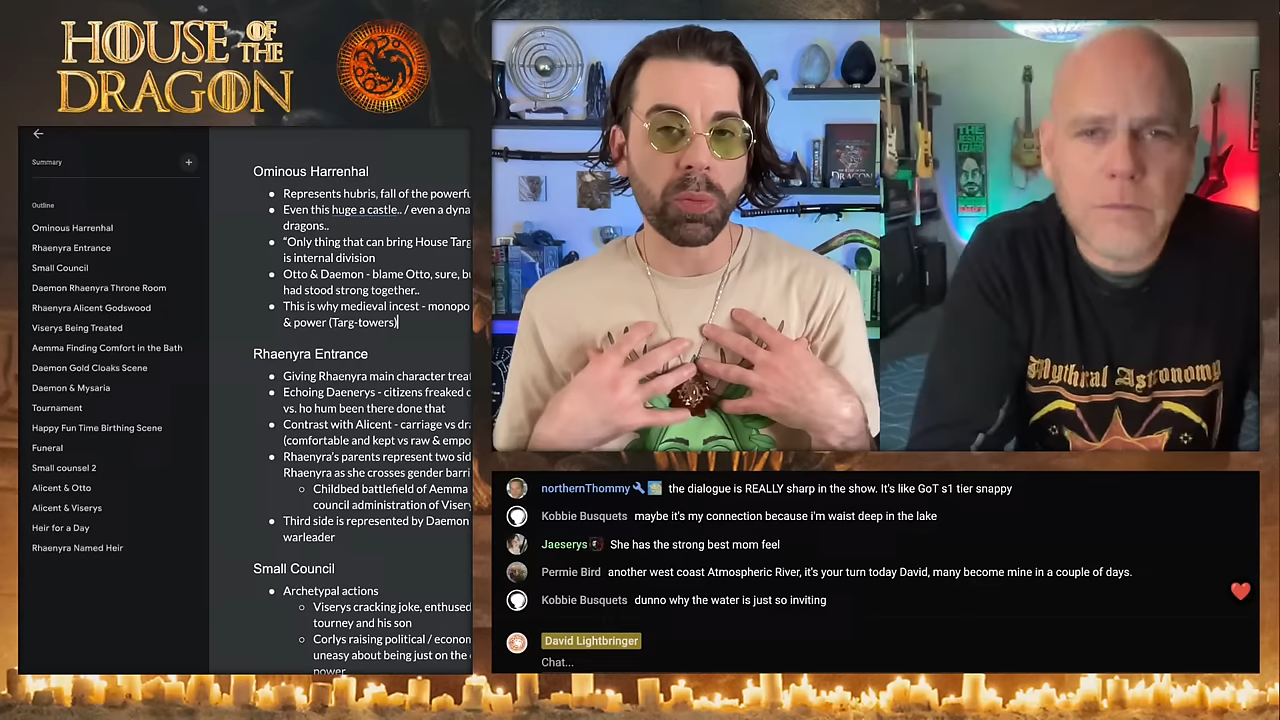 HOUSE OF THE DRAGON
Summary
Outline
Ominous Harrenhal
Rhaenyra Entrance
Small Council
Daemon Rhaenyra Throne Room
Rhaenyra Alicent Godswood
Viserys Being Treated
Aemma Finding Comfort in the Bath
Daemon Gold Cloaks Scene
Daemon & Mysaria
Tournament
Happy Fun Time Birthing Scene
Funeral
Small counsel 2
Alicent & Otto
Alicent & Viserys
Heir for a Day
Rhaenyra Named Heir
Ominous Harrenhal
Represents hubris, fall of the powerfu
Even this huge a castle.. / even a dyna
dragons..
“Only thing that can bring House Targ
is internal division
Otto & Daemon - blame Otto, sure, bu
had stood strong together..
This is why medieval incest - monopo
& power (Targ-towers)
Rhaenyra Entrance
Giving Rhaenyra main character trea
Echoing Daenerys - citizens freaked o
vs. ho hum been there done that
Contrast with Alicent - carriage vs dra
(comfortable and kept vs raw & empo
Rhaenyra's parents represent two sid
Rhaenyra as she crosses gender barri
Childbed battlefield of Aemma
council administration of Visery
Third side is represented by Daemon
warleader
Small Council
Archetypal actions
Viserys cracking joke, enthused
tourney and his son
Corlys raising political / econom
uneasy about being just on the
power
DRAGON
THE JESUS LIZARD
Mythical Astronomy
northernThommy the dialogue is REALLY sharp in the show. It's like GoT s1 tier snappy
Kobbie Busquets maybe it's my connection because i'm waist deep in the lake
Jaeserys She has the strong best mom feel
Permie Bird another west coast Atmospheric River, it's your turn today David, many become mine in a couple of days.
Kobbie Busquets dunno why the water is just so inviting
David Lightbringer
Chat...